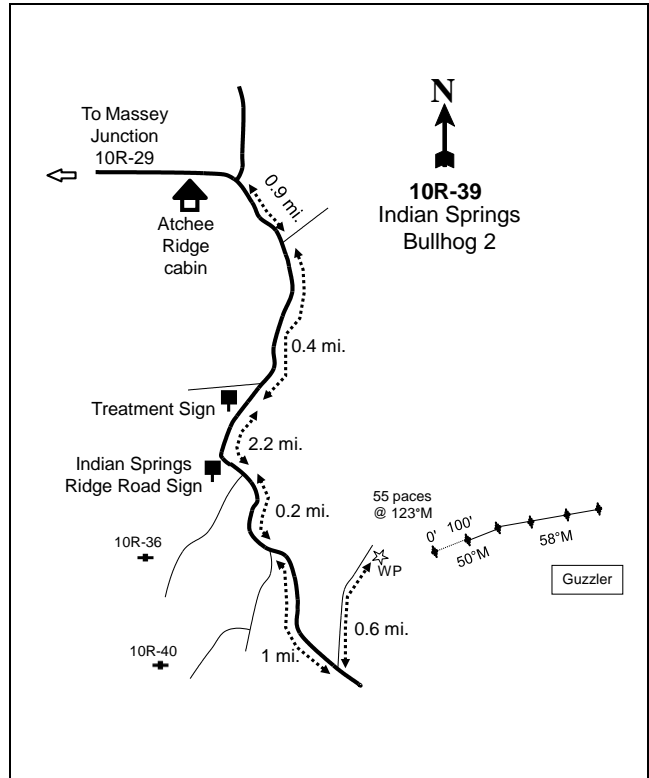 To Massey
Junction
10R-29
N
10R-39
Indian Springs
Bullhog 2
0.9 mi.
Atchee
Ridge
cabin
0.4 mi.
Treatment Sign
2.2 mi.
Indian Springs
Ridge Road Sign
0.2 mi.
55 paces
@ 123°M
0'
100'
50°M
58°M
10R-36
WP
Guzzler
0.6 mi.
10R-40
1 mi.